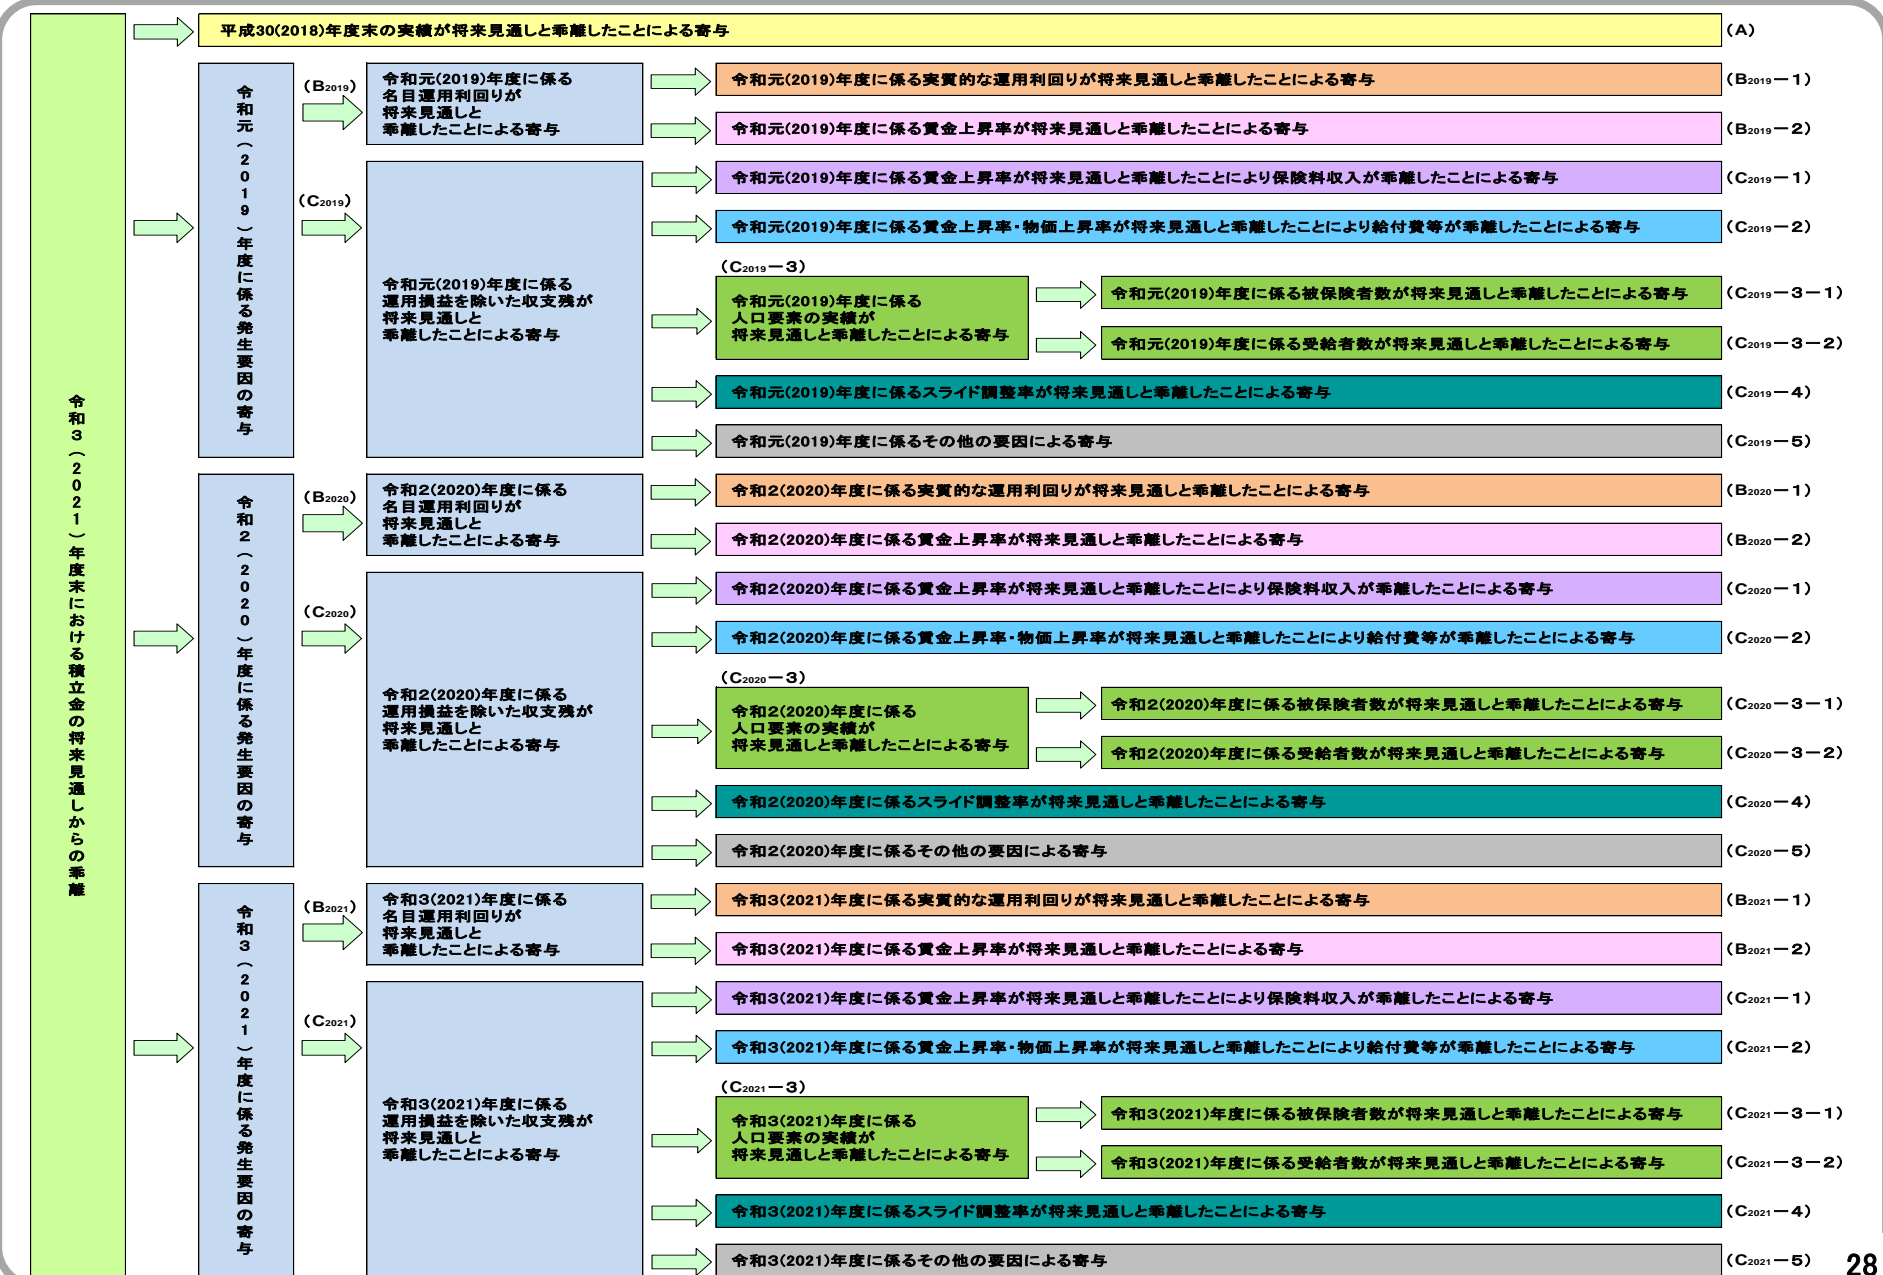 令和3(2021)年度末における積立金の将来見通しからの乖離
平成30(2018)年度末の実績が将来見通しと乖離したことによる寄与
(A)
令和元(2019)年度に係る発生要因の寄与
(B2019)
令和元(2019)年度に係る
名目運用利回りが
将来見通しと
乖離したことによる寄与
令和元(2019)年度に係る実質的な運用利回りが将来見通しと乖離したことによる寄与
(B2019-1)
令和元(2019)年度に係る賃金上昇率が将来見通しと乖離したことによる寄与
(B2019-2)
(C2019)
令和元(2019)年度に係る
運用損益を除いた収支残が
将来見通しと
乖離したことによる寄与
令和元(2019)年度に係る賃金上昇率が将来見通しと乖離したことにより保険料収入が乖離したことによる寄与
(C2019-1)
令和元(2019)年度に係る賃金上昇率・物価上昇率が将来見通しと乖離したことにより給付費等が乖離したことによる寄与
(C2019-2)
(C2019-3)
令和元(2019)年度に係る
人口要素の実績が
将来見通しと乖離したことによる寄与
令和元(2019)年度に係る被保険者数が将来見通しと乖離したことによる寄与
(C2019-3-1)
令和元(2019)年度に係る受給者数が将来見通しと乖離したことによる寄与
(C2019-3-2)
令和元(2019)年度に係るスライド調整率が将来見通しと乖離したことによる寄与
(C2019-4)
令和元(2019)年度に係るその他の要因による寄与
(C2019-5)
令和2(2020)年度に係る発生要因の寄与
(B2020)
令和2(2020)年度に係る
名目運用利回りが
将来見通しと
乖離したことによる寄与
令和2(2020)年度に係る実質的な運用利回りが将来見通しと乖離したことによる寄与
(B2020-1)
令和2(2020)年度に係る賃金上昇率が将来見通しと乖離したことによる寄与
(B2020-2)
(C2020)
令和2(2020)年度に係る
運用損益を除いた収支残が
将来見通しと
乖離したことによる寄与
令和2(2020)年度に係る賃金上昇率が将来見通しと乖離したことにより保険料収入が乖離したことによる寄与
(C2020-1)
令和2(2020)年度に係る賃金上昇率・物価上昇率が将来見通しと乖離したことにより給付費等が乖離したことによる寄与
(C2020-2)
(C2020-3)
令和2(2020)年度に係る
人口要素の実績が
将来見通しと乖離したことによる寄与
令和2(2020)年度に係る被保険者数が将来見通しと乖離したことによる寄与
(C2020-3-1)
令和2(2020)年度に係る受給者数が将来見通しと乖離したことによる寄与
(C2020-3-2)
令和2(2020)年度に係るスライド調整率が将来見通しと乖離したことによる寄与
(C2020-4)
令和2(2020)年度に係るその他の要因による寄与
(C2020-5)
令和3(2021)年度に係る発生要因の寄与
(B2021)
令和3(2021)年度に係る
名目運用利回りが
将来見通しと
乖離したことによる寄与
令和3(2021)年度に係る実質的な運用利回りが将来見通しと乖離したことによる寄与
(B2021-1)
令和3(2021)年度に係る賃金上昇率が将来見通しと乖離したことによる寄与
(B2021-2)
(C2021)
令和3(2021)年度に係る
運用損益を除いた収支残が
将来見通しと
乖離したことによる寄与
令和3(2021)年度に係る賃金上昇率が将来見通しと乖離したことにより保険料収入が乖離したことによる寄与
(C2021-1)
令和3(2021)年度に係る賃金上昇率・物価上昇率が将来見通しと乖離したことにより給付費等が乖離したことによる寄与
(C2021-2)
(C2021-3)
令和3(2021)年度に係る
人口要素の実績が
将来見通しと乖離したことによる寄与
令和3(2021)年度に係る被保険者数が将来見通しと乖離したことによる寄与
(C2021-3-1)
令和3(2021)年度に係る受給者数が将来見通しと乖離したことによる寄与
(C2021-3-2)
令和3(2021)年度に係るスライド調整率が将来見通しと乖離したことによる寄与
(C2021-4)
令和3(2021)年度に係るその他の要因による寄与
(C2021-5)
28